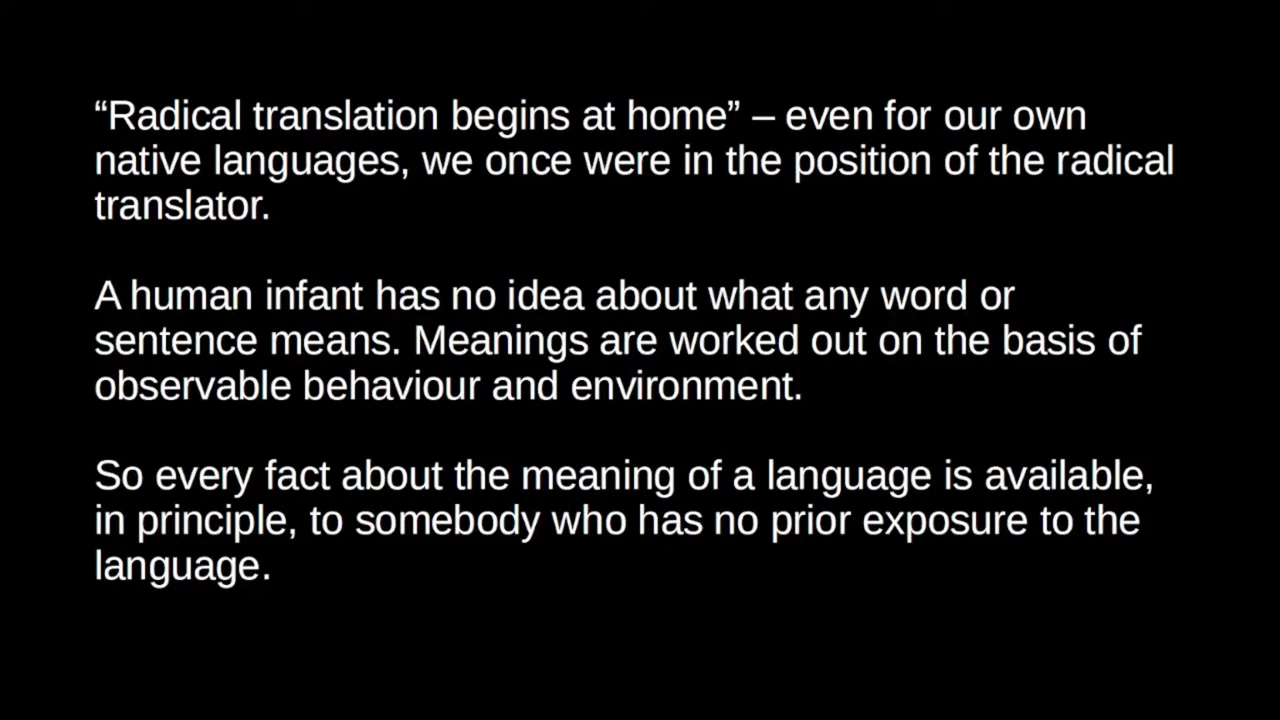 “Radical translation begins at home” – even for our own
native languages, we once were in the position of the radical
translator.
A human infant has no idea about what any word or
sentence means. Meanings are worked out on the basis of
observable behaviour and environment.
So every fact about the meaning of a language is available,
in principle, to somebody who has no prior exposure to the
language.